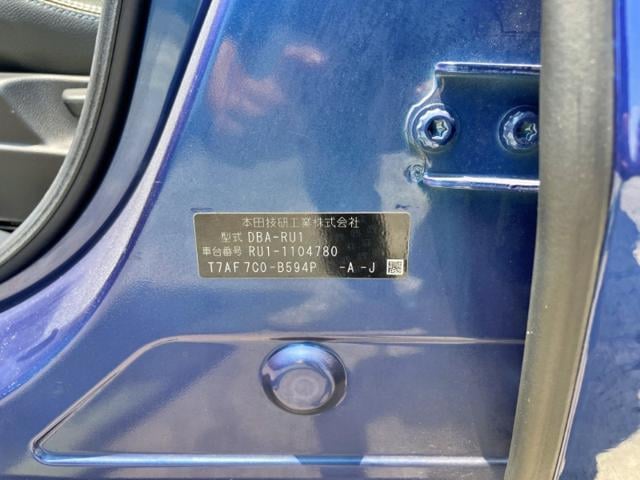 本田技研工業株式会社
型式 DBA-RU1
車台番号 RU1-1104780
T7AF7C0-B594P -A-J